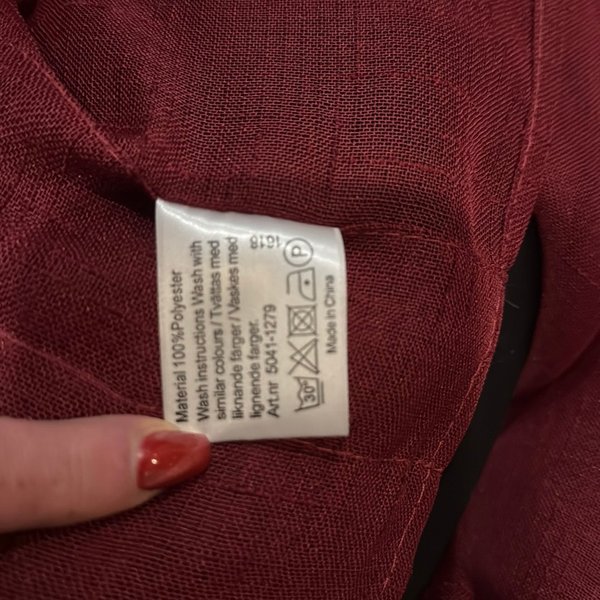 Material 100%Polyester
Wash instructions Wash with
similar colours / Tvättas med
liknande färger / Vaskes med
lignende farger.
Art.nr 5041-1279
30°
P
Made in China